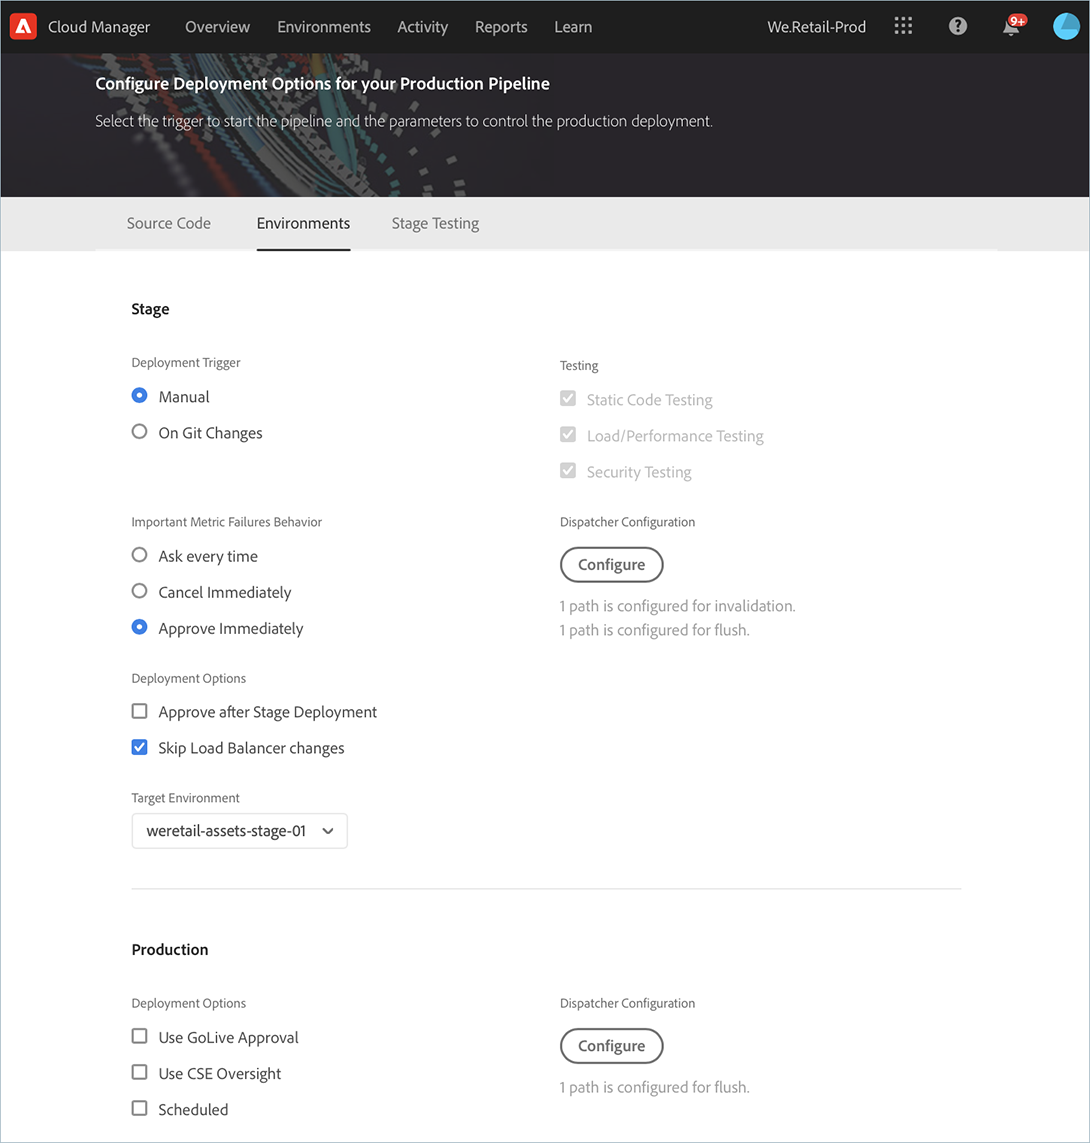 Cloud Manager Overview Environments Activity Reports Learn We.Retail-Prod ? 9+
Configure Deployment Options for your Production Pipeline
Select the trigger to start the pipeline and the parameters to control the production deployment.
Source Code Environments Stage Testing
Stage
Deployment Trigger
Manual
On Git Changes
Testing
Static Code Testing
Load/Performance Testing
Security Testing
Important Metric Failures Behavior
Ask every time
Cancel Immediately
Approve Immediately
Dispatcher Configuration
Configure
1 path is configured for invalidation.
1 path is configured for flush.
Deployment Options
Approve after Stage Deployment
Skip Load Balancer changes
Target Environment
weretail-assets-stage-01
Production
Deployment Options
Use GoLive Approval
Use CSE Oversight
Scheduled
Dispatcher Configuration
Configure
1 path is configured for flush.